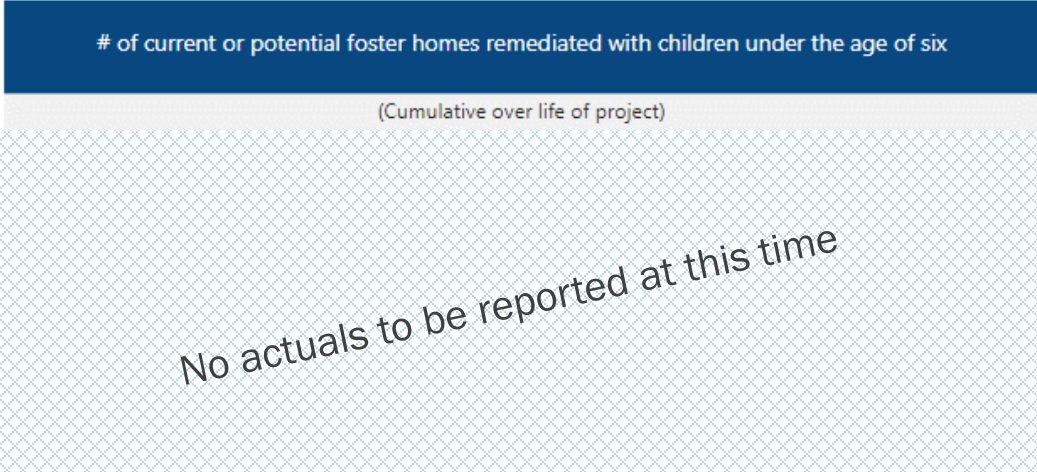 # of current or potential foster homes remediated with children under the age of six
(Cumulative over life of project)
No actuals to be reported at this time